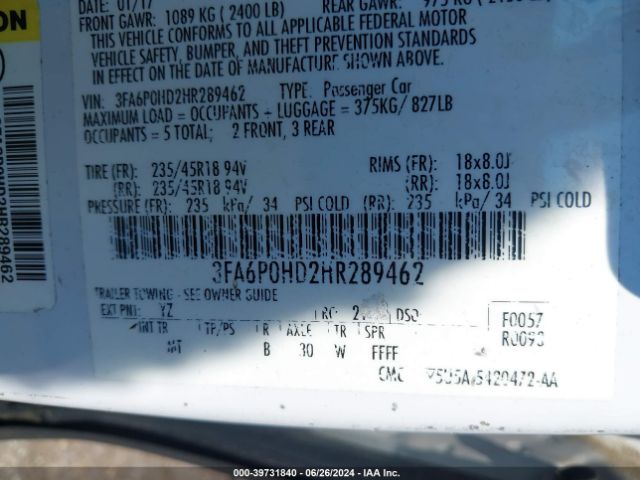 DATE: 01/17
FRONT GAWR: 1089 KG ( 2400 LB) REAR GAWR:
THIS VEHICLE CONFORMS TO ALL APPLICABLE FEDERAL MOTOR
VEHICLE SAFETY, BUMPER, AND THEFT PREVENTION STANDARDS
IN EFFECT ON THE DATE OF MANUFACTURE SHOWN ABOVE.
VIN: 3FA6P0HD2HR289462 TYPE: Passenger Car
MAXIMUM LOAD = OCCUPANTS + LUGGAGE = 375KG/ 827LB
OCCUPANTS = 5 TOTAL; 2 FRONT, 3 REAR
TIRE (FR): 235/45R18 94V RIMS (FR): 18x8.0J
(RR): 235/45R18 94V (RR): 18x8.0J
PRESSURE (FR): 235 kPa/ 34 PSI COLD (RR): 235 kPa/ 34 PSI COLD
3FA6P0HD2HR289462
TRAILER TOWING - SEE OWNER GUIDE
EXT PNT: YZ RC: DSO
F0057
INT TR TP/PS R AXLE TR SPR
B 30 W FFFF
CMC
3FA6P0HD2HR289462
IAA-39731840 | 06/26/2024 | IAA Inc.